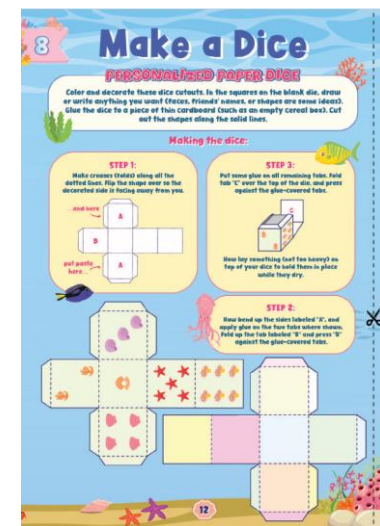 8
Make a Dice
PERSONALIZED PAPER DICE
Color and decorate these dice cutouts. In the squares on the blank die, draw
or write anything you want (faces, friends' names, or shapes are some ideas).
Glue the dice to a piece of thin cardboard (such as an empty cereal box). Cut
out the shapes along the solid lines.
Making the dice:
STEP 1:
Make creases (folds) along all the
dotted lines. Flip the shape over so the
decorated side is facing away from you.
...and here
A
B
put paste
here...
A
STEP 3:
Put some glue on all remaining tabs. Fold
tab "C" over the top of the die, and press
against the glue-covered tabs.
C
Now lay something (not too heavy) on
top of your dice to hold them in place
while they dry.
STEP 2:
Now bend up the sides labeled "A", and
apply glue on the two tabs where shown.
Fold up the tab labeled "B" and press "B"
against the glue-covered tabs.
12